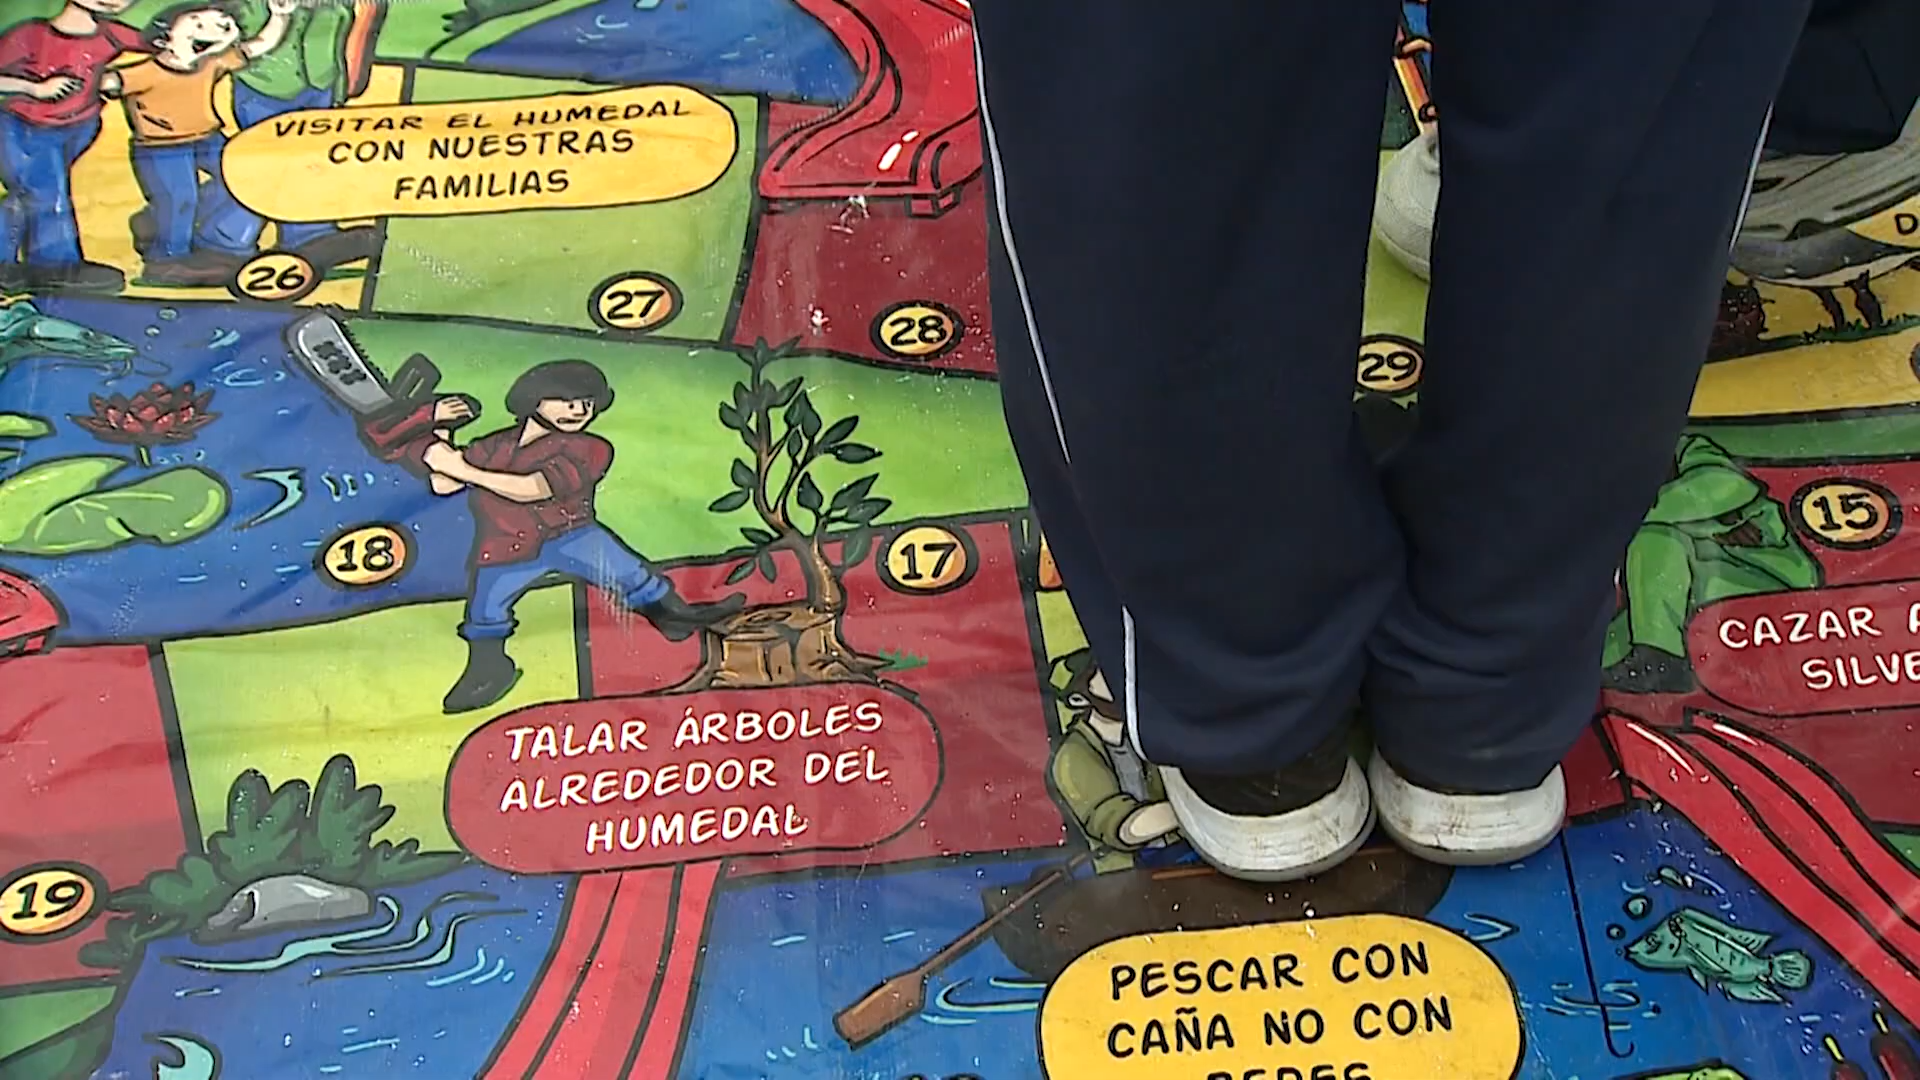 VISITAR EL HUMEDAL
CON NUESTRAS
FAMILIAS
26
27
28
29
18
17
15
CAZAR
TALAR ÁRBOLES
ALREDEDOR DEL
HUMEDAL
19
PESCAR CON
CAÑA NO CON
REDES